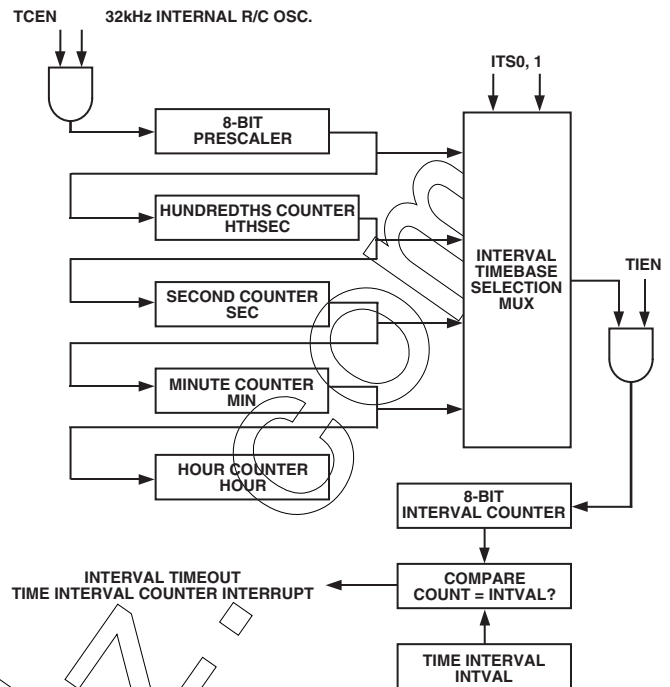 TCEN 32kHz INTERNAL R/C OSC.
ITS0, 1
8-BIT
PRESCALER
HUNDREDTHS COUNTER
HTHSEC
INTERVAL
TIMEBASE
SELECTION
MUX
TIEN
SECOND COUNTER
SEC
MINUTE COUNTER
MIN
HOUR COUNTER
HOUR
8-BIT
INTERVAL COUNTER
INTERVAL TIMEOUT
TIME INTERVAL COUNTER INTERRUPT
COMPARE
COUNT = INTVAL?
TIME INTERVAL
INTVAL